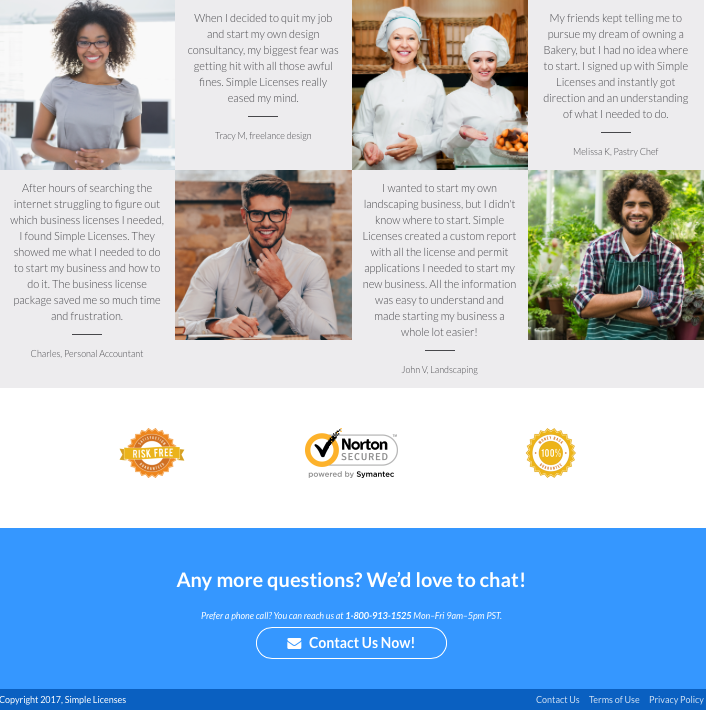 When I decided to quit my job
and start my own design
consultancy, my biggest fear was
getting hit with all those awful
fines. Simple Licenses really
eased my mind.
Tracy M, freelance design
My friends kept telling me to
pursue my dream of owning a
Bakery, but I had no idea where
to start. I signed up with Simple
Licenses and instantly got
direction and an understanding
of what I needed to do.
Melissa K, Pastry Chef
After hours of searching the
internet struggling to figure out
which business licenses I needed,
I found Simple Licenses. They
showed me what I needed to do
to start my business and how to
do it. The business license
package saved me so much time
and frustration.
Charles, Personal Accountant
I wanted to start my own
landscaping business, but I didn't
know where to start. Simple
Licenses created a custom report
with all the license and permit
applications I needed to start my
new business. All the information
was easy to understand and
made starting my business a
whole lot easier!
John V, Landscaping
SATISFACTION
RISK FREE
GUARANTEED
Norton
SECURED
powered by Symantec
MONEY BACK
100%
GUARANTEE
Any more questions? We'd love to chat!
Prefer a phone call? You can reach us at 1-800-913-1525 Mon–Fri 9am–5pm PST.
Contact Us Now!
Copyright 2017, Simple Licenses
Contact Us Terms of Use Privacy Policy